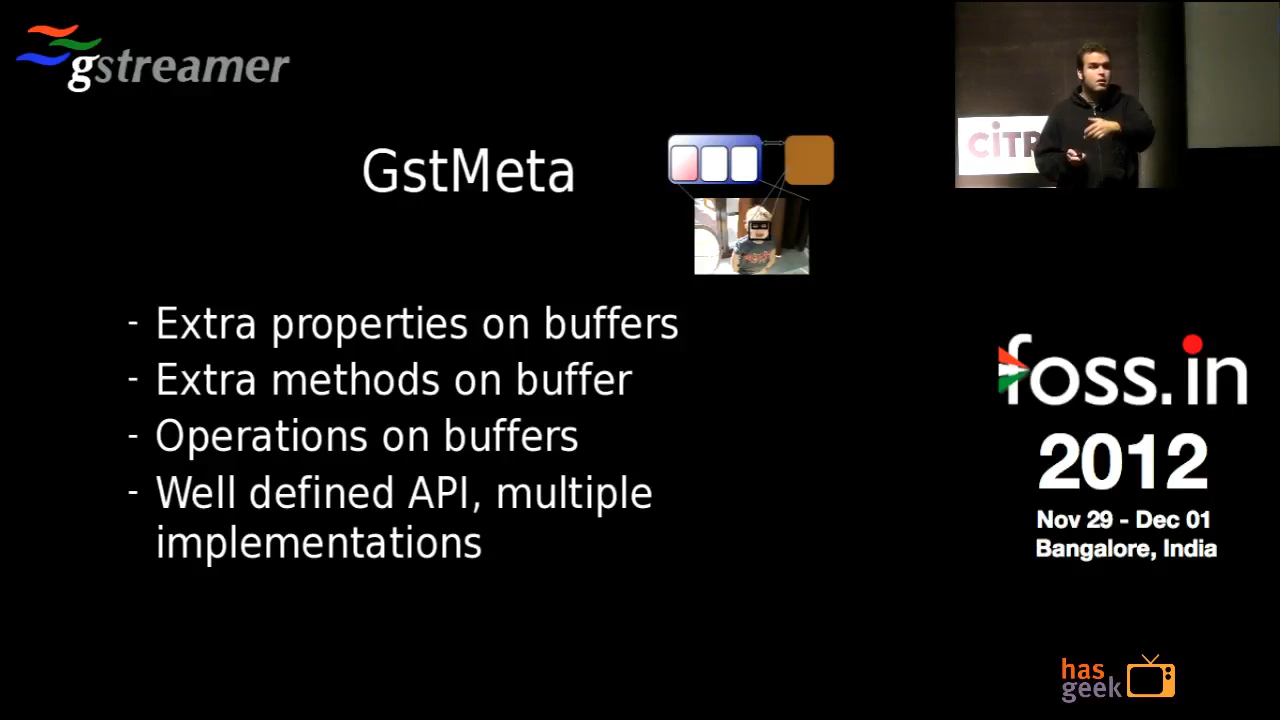 gstreamer
CiTR
GstMeta
- Extra properties on buffers
- Extra methods on buffer
- Operations on buffers
- Well defined API, multiple
implementations
foss.in
2012
Nov 29 - Dec 01
Bangalore, India
has
geek